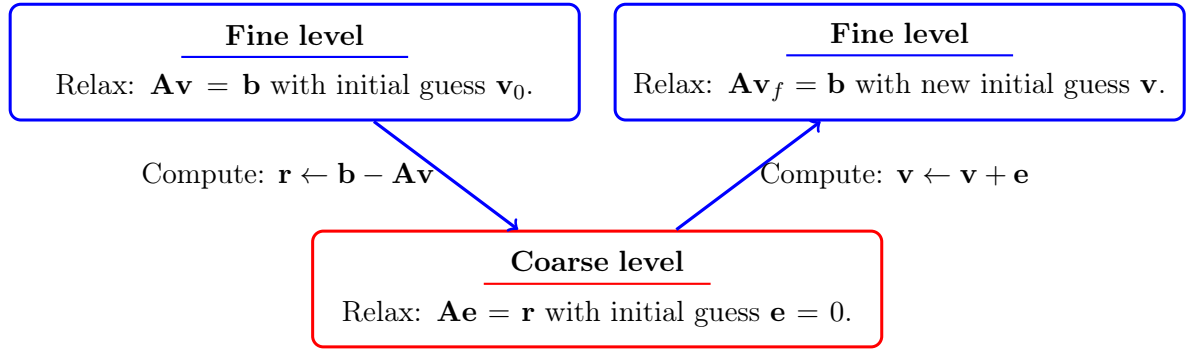 Fine level
Relax: Av = b with initial guess v₀.
Fine level
Relax: Av_f = b with new initial guess v.
Compute: r ← b − Av
Compute: v ← v + e
Coarse level
Relax: Ae = r with initial guess e = 0.